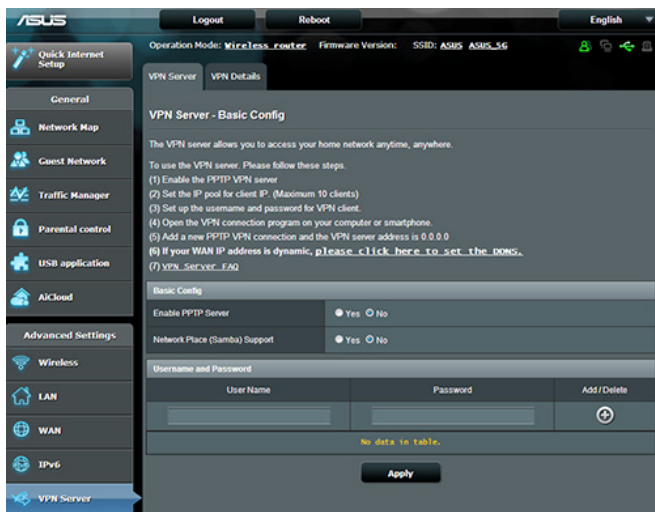 ASUS
Logout
Reboot
English
Quick Internet Setup
Operation Mode: Wireless router Firmware Version: SSID: ASUS ASUS_5G
VPN Server
VPN Details
General
Network Map
Guest Network
Traffic Manager
Parental control
USB application
AiCloud
Advanced Settings
Wireless
LAN
WAN
IPv6
VPN Server
VPN Server - Basic Config
The VPN server allows you to access your home network anytime, anywhere.
To use the VPN server. Please follow these steps.
(1) Enable the PPTP VPN server
(2) Set the IP pool for client IP. (Maximum 10 clients)
(3) Set up the username and password for VPN client.
(4) Open the VPN connection program on your computer or smartphone.
(5) Add a new PPTP VPN connection and the VPN server address is 0.0.0.0
(6) If your WAN IP address is dynamic, please click here to set the DDNS.
(7) VPN Server FAQ
Basic Config
Enable PPTP Server Yes No
Network Place (Samba) Support Yes No
Username and Password
User Name Password Add / Delete
No data in table.
Apply